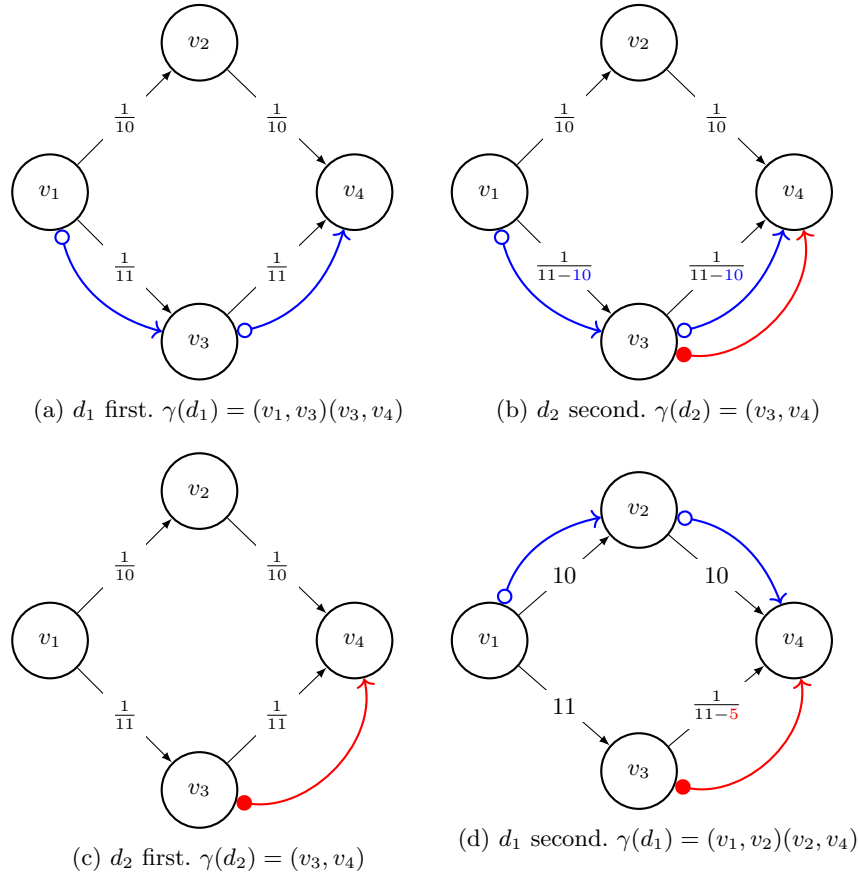 v₂ v₂
1/10 1/10 1/10 1/10
v₁ v₄ v₁ v₄
1/11 1/11 1/(11−10) 1/(11−10)
v₃ v₃
(a) d₁ first. γ(d₁) = (v₁, v₃)(v₃, v₄) (b) d₂ second. γ(d₂) = (v₃, v₄)
v₂ v₂
1/10 1/10 10 10
v₁ v₄ v₁ v₄
1/11 1/11 11 1/(11−5)
v₃ v₃
(c) d₂ first. γ(d₂) = (v₃, v₄) (d) d₁ second. γ(d₁) = (v₁, v₂)(v₂, v₄)